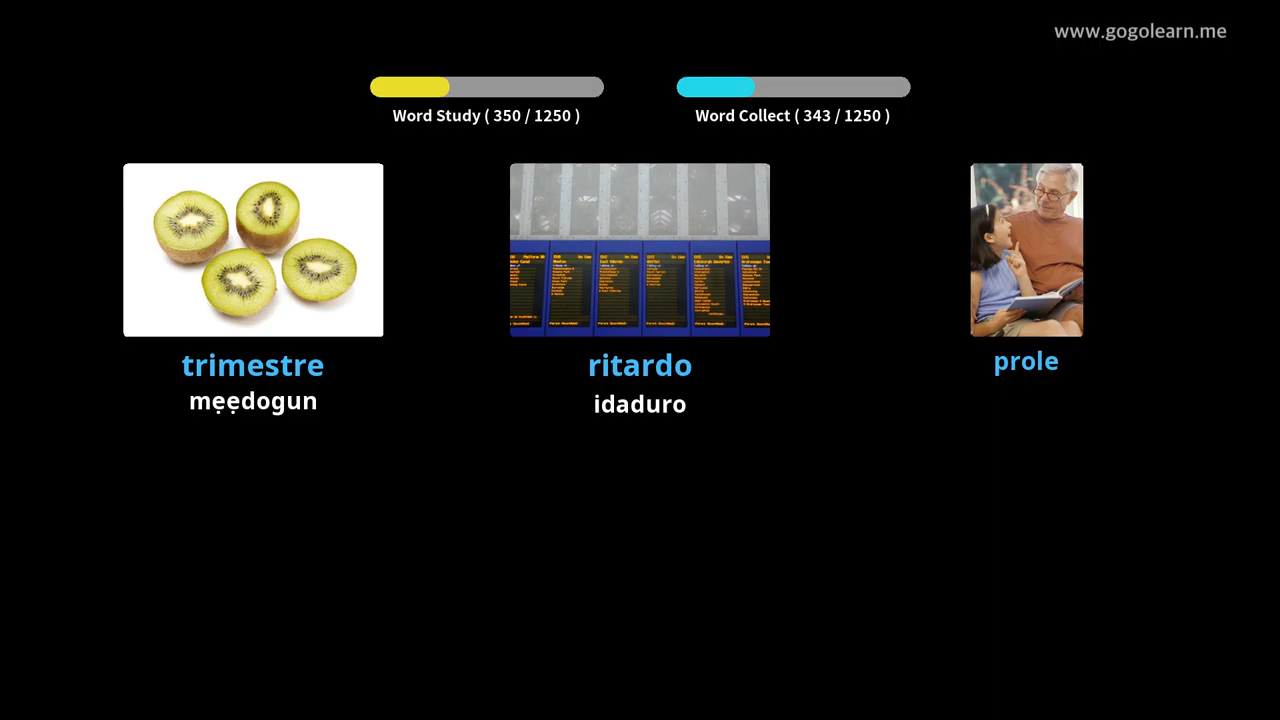 www.gogolearn.me
Word Study ( 350 / 1250 )
Word Collect ( 343 / 1250 )
trimestre
mẹẹdogun
ritardo
idaduro
prole